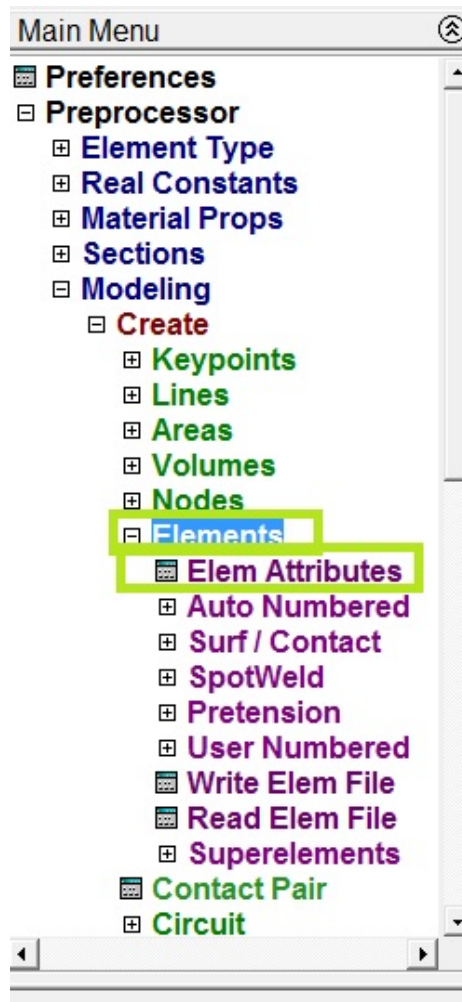 Main Menu
Preferences
Preprocessor
Element Type
Real Constants
Material Props
Sections
Modeling
Create
Keypoints
Lines
Areas
Volumes
Nodes
Elements
Elem Attributes
Auto Numbered
Surf / Contact
SpotWeld
Pretension
User Numbered
Write Elem File
Read Elem File
Superelements
Contact Pair
Circuit